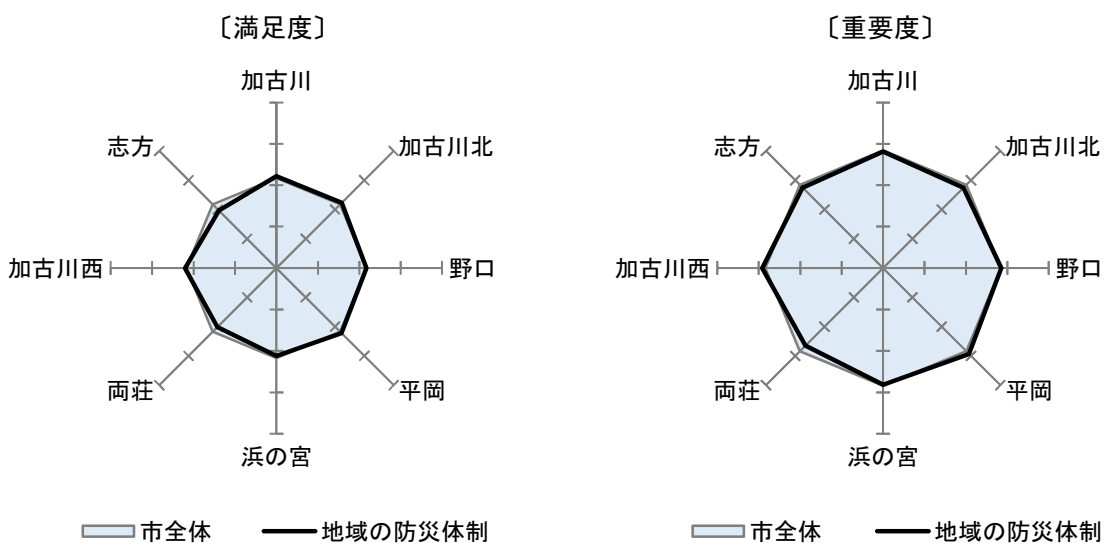 〔満足度〕
加古川
加古川北
野口
平岡
浜の宮
両荘
加古川西
志方
市全体
地域の防災体制
〔重要度〕
加古川
加古川北
野口
平岡
浜の宮
両荘
加古川西
志方
市全体
地域の防災体制